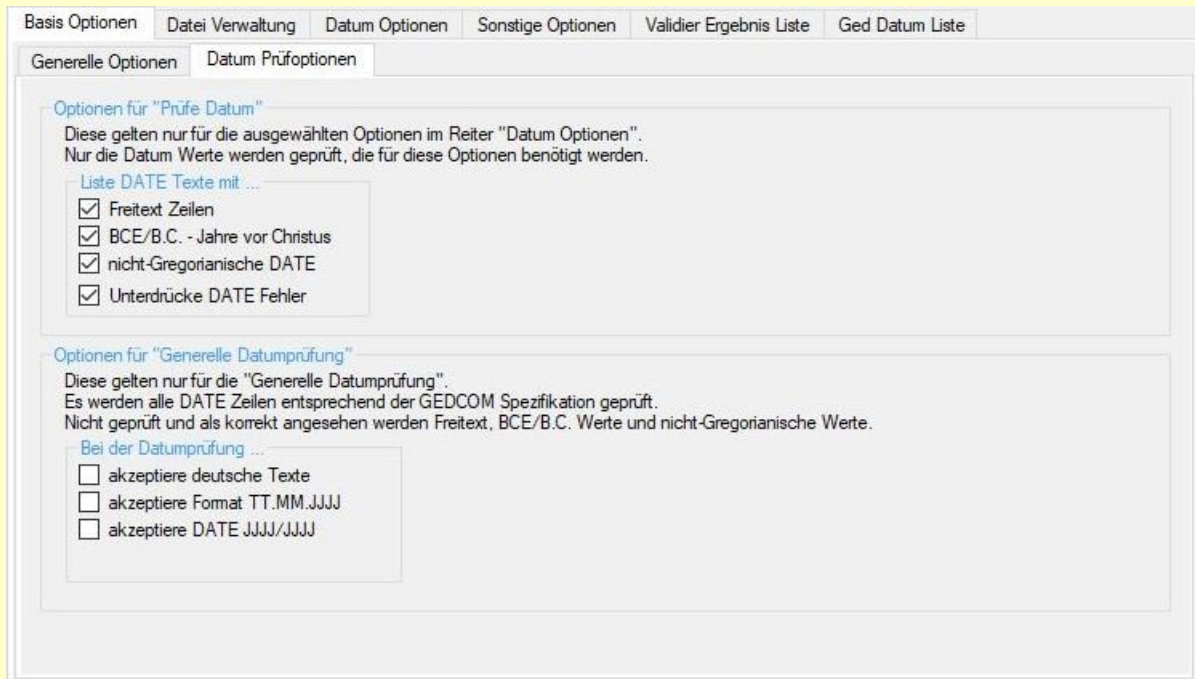 Basis Optionen Datei Verwaltung Datum Optionen Sonstige Optionen Validier Ergebnis Liste Ged Datum Liste
Generelle Optionen Datum Prüfoptionen
Optionen für "Prüfe Datum"
Diese gelten nur für die ausgewählten Optionen im Reiter "Datum Optionen".
Nur die Datum Werte werden geprüft, die für diese Optionen benötigt werden.
Liste DATE Texte mit ...
Freitext Zeilen
BCE/B.C. - Jahre vor Christus
nicht-Gregorianische DATE
Unterdrücke DATE Fehler
Optionen für "Generelle Datumprüfung"
Diese gelten nur für die "Generelle Datumprüfung".
Es werden alle DATE Zeilen entsprechend der GEDCOM Spezifikation geprüft.
Nicht geprüft und als korrekt angesehen werden Freitext, BCE/B.C. Werte und nicht-Gregorianische Werte.
Bei der Datumprüfung ...
akzeptiere deutsche Texte
akzeptiere Format TT.MM.JJJJ
akzeptiere DATE JJJJ/JJJJ